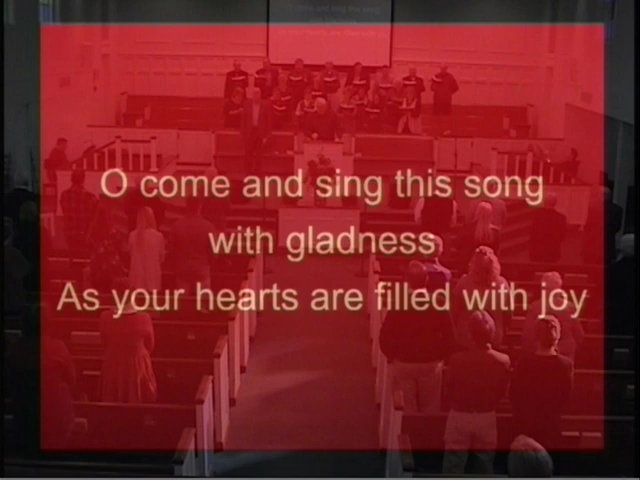 O come and sing this song
with gladness
As your hearts are filled with joy